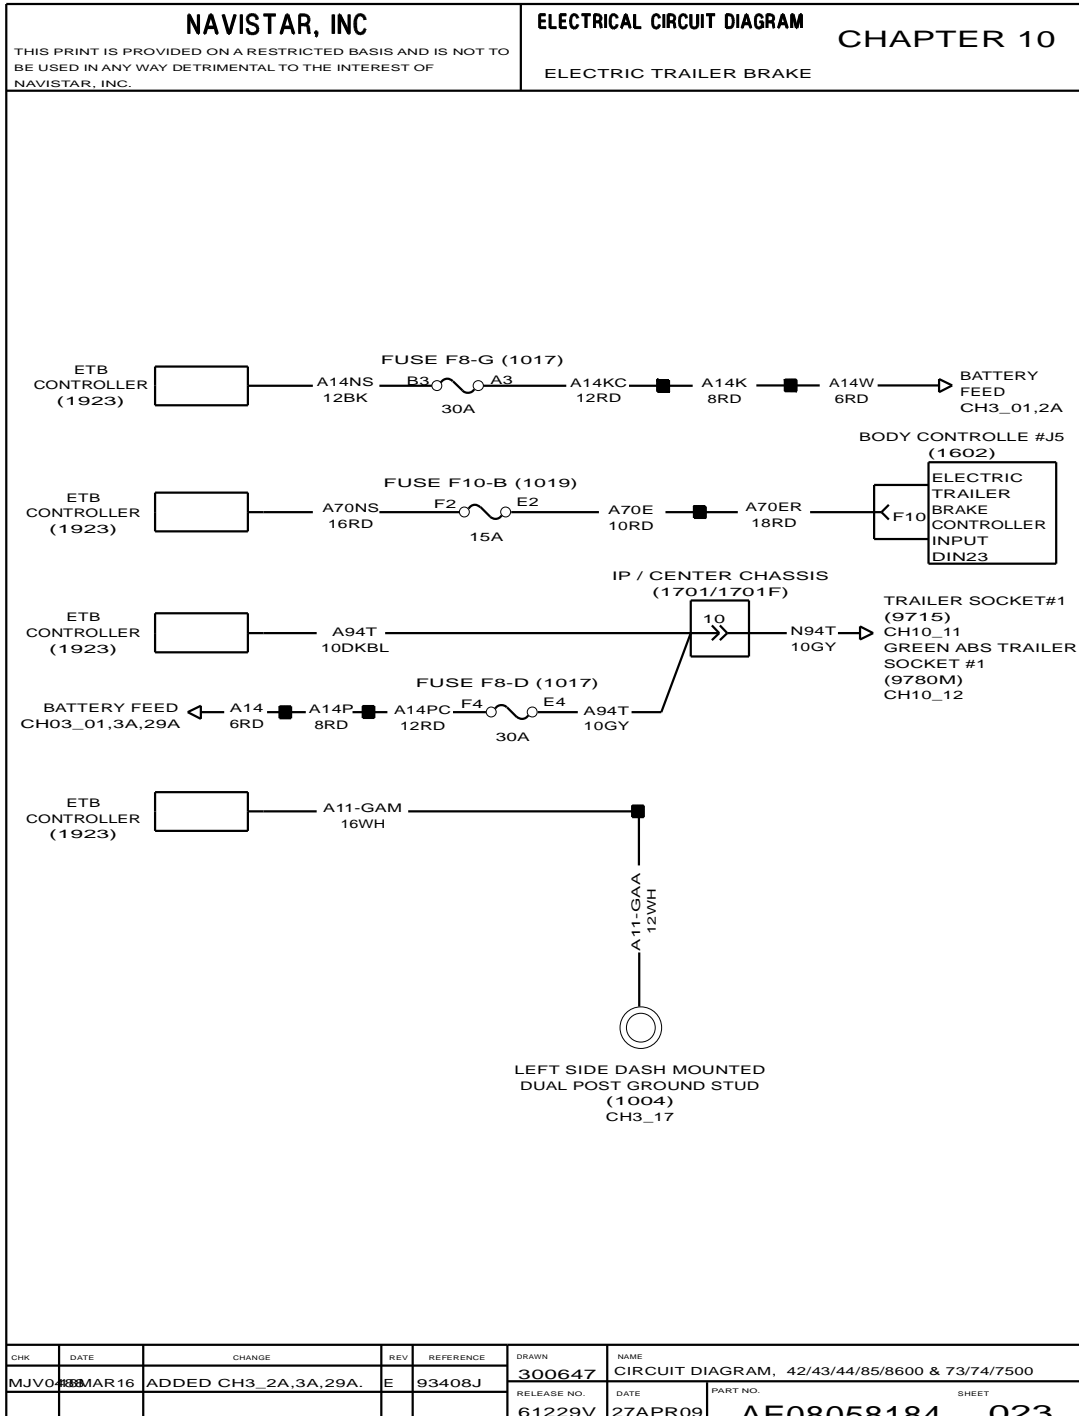 NAVISTAR, INC
THIS PRINT IS PROVIDED ON A RESTRICTED BASIS AND IS NOT TO
BE USED IN ANY WAY DETRIMENTAL TO THE INTEREST OF
NAVISTAR, INC.
ELECTRICAL CIRCUIT DIAGRAM
CHAPTER 10
ELECTRIC TRAILER BRAKE
ETB
CONTROLLER
(1923)
A14NS
12BK
FUSE F8-G (1017)
B3
A3
30A
A14KC
12RD
A14K
8RD
A14W
6RD
BATTERY
FEED
CH3_01,2A
BODY CONTROLLE #J5
(1602)
ETB
CONTROLLER
(1923)
A70NS
16RD
FUSE F10-B (1019)
F2
E2
15A
A70E
10RD
A70ER
18RD
F10
ELECTRIC
TRAILER
BRAKE
CONTROLLER
INPUT
DIN23
IP / CENTER CHASSIS
(1701/1701F)
10
ETB
CONTROLLER
(1923)
A94T
10DKBL
N94T
10GY
TRAILER SOCKET#1
(9715)
CH10_11
GREEN ABS TRAILER
SOCKET #1
(9780M)
CH10_12
BATTERY FEED
CH03_01,3A,29A
A14
6RD
A14P
8RD
A14PC
12RD
FUSE F8-D (1017)
F4
E4
30A
A94T
10GY
ETB
CONTROLLER
(1923)
A11-GAM
16WH
A11-GAA
12WH
LEFT SIDE DASH MOUNTED
DUAL POST GROUND STUD
(1004)
CH3_17
CHK DATE CHANGE REV REFERENCE
ADDED CH3_2A,3A,29A. E 93408J
DRAWN
300647
NAME
CIRCUIT DIAGRAM, 42/43/44/85/8600 & 73/74/7500
RELEASE NO.
61229V
DATE
27APR09
PART NO.
AE08058184
SHEET
023